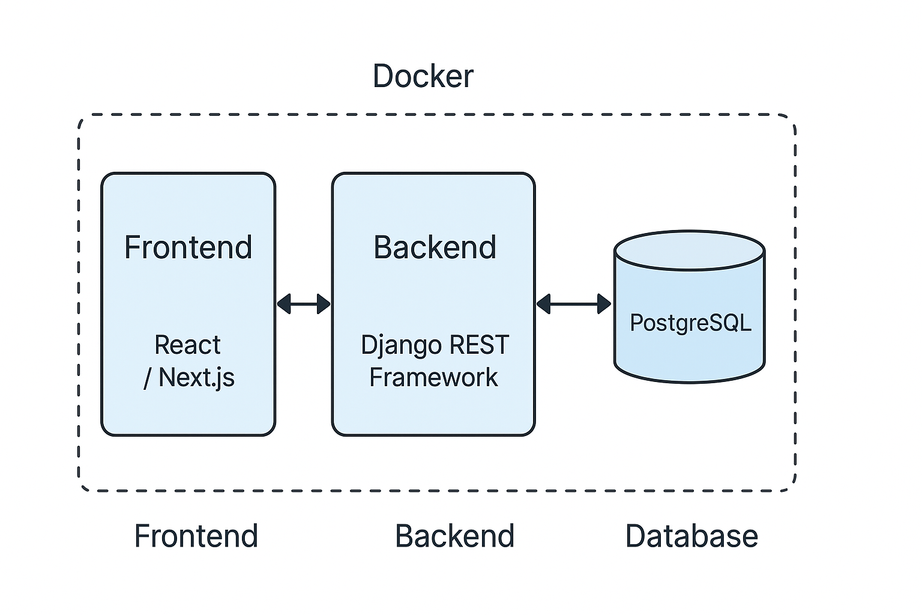 Docker
Frontend
React
/ Next.js
Backend
Django REST
Framework
PostgreSQL
Frontend
Backend
Database